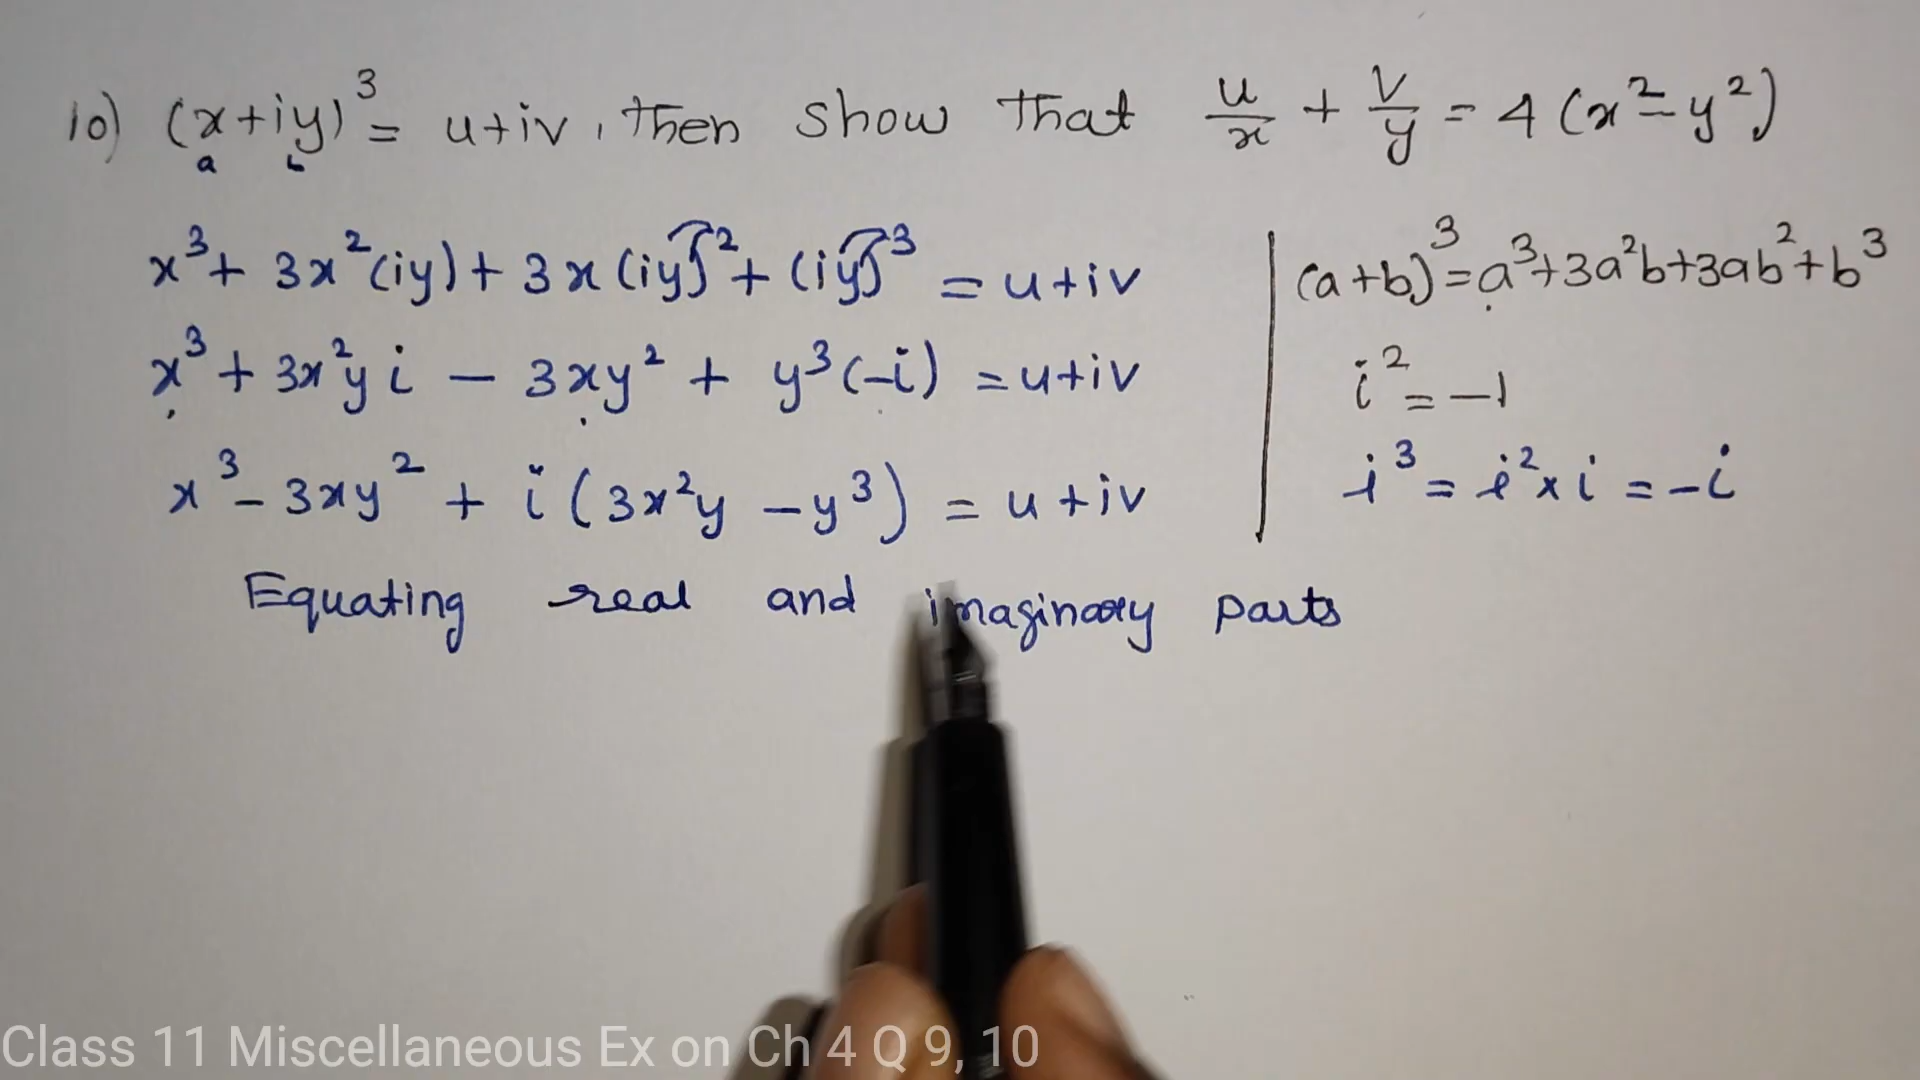 10) (x+iy)³ = u+iv, then show that u/x + v/y = 4(x²-y²)
a b
x³+ 3x²(iy)+3x(iy)²+(iy)³ = u+iv
(a+b)³=a³+3a²b+3ab²+b³
x³ + 3x²yi - 3xy² + y³(-i) = u+iv
i² = -1
x³ - 3xy² + i(3x²y - y³) = u+iv
i³ = i² × i = -i
Equating real and imaginary parts
Class 11 Miscellaneous Ex on Ch 4 Q 9, 10